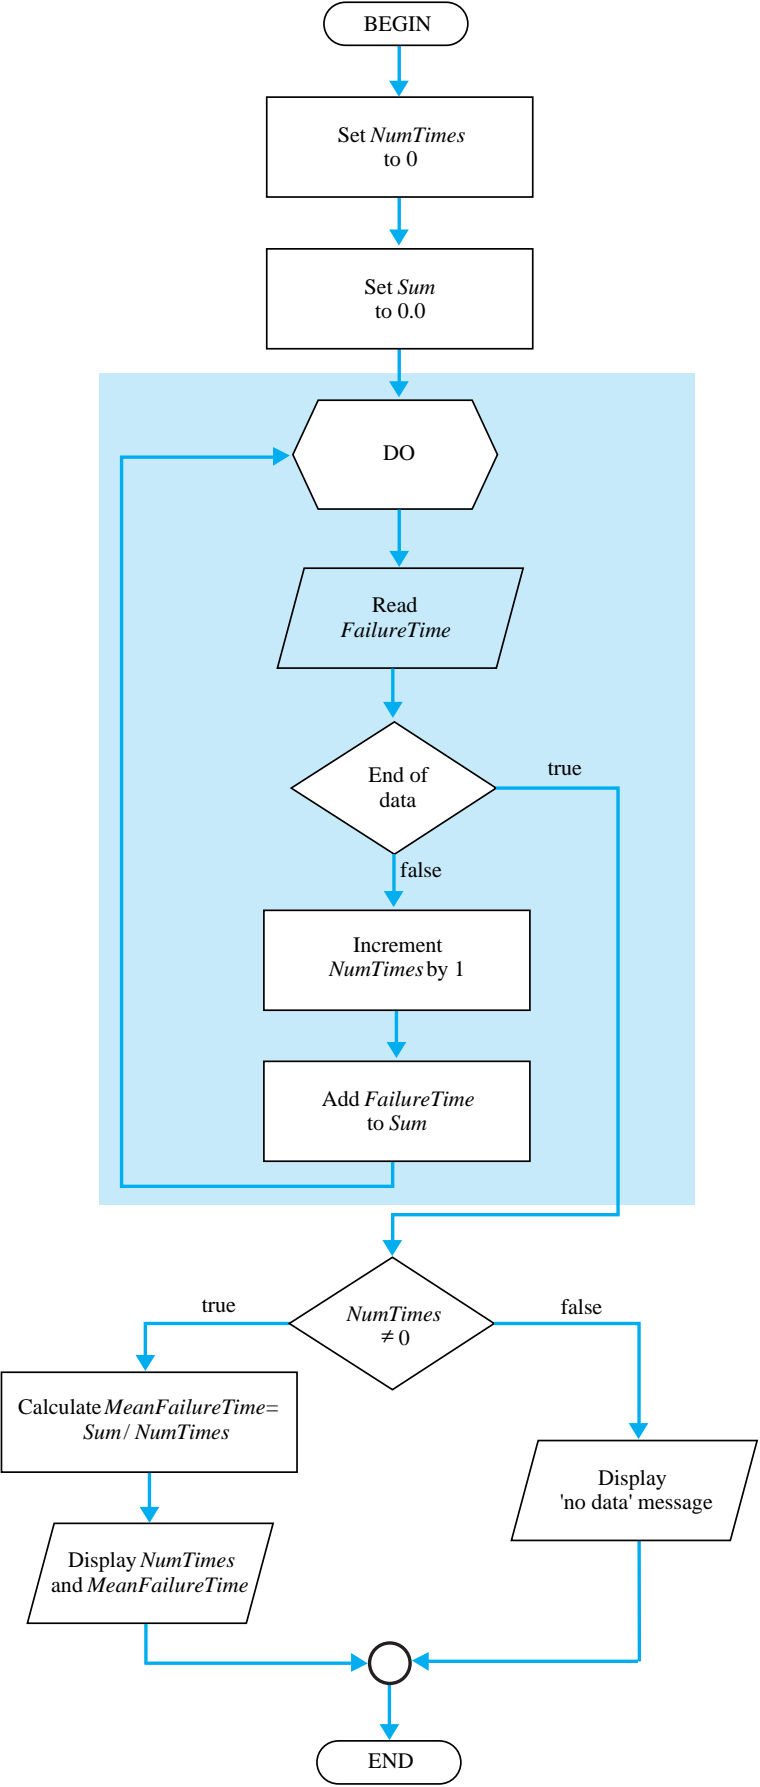 BEGIN
Set NumTimes
to 0
Set Sum
to 0.0
DO
Read
FailureTime
End of
data
true
false
Increment
NumTimes by 1
Add FailureTime
to Sum
NumTimes
≠ 0
true
false
Calculate MeanFailureTime=
Sum / NumTimes
Display
'no data' message
Display NumTimes
and MeanFailureTime
END